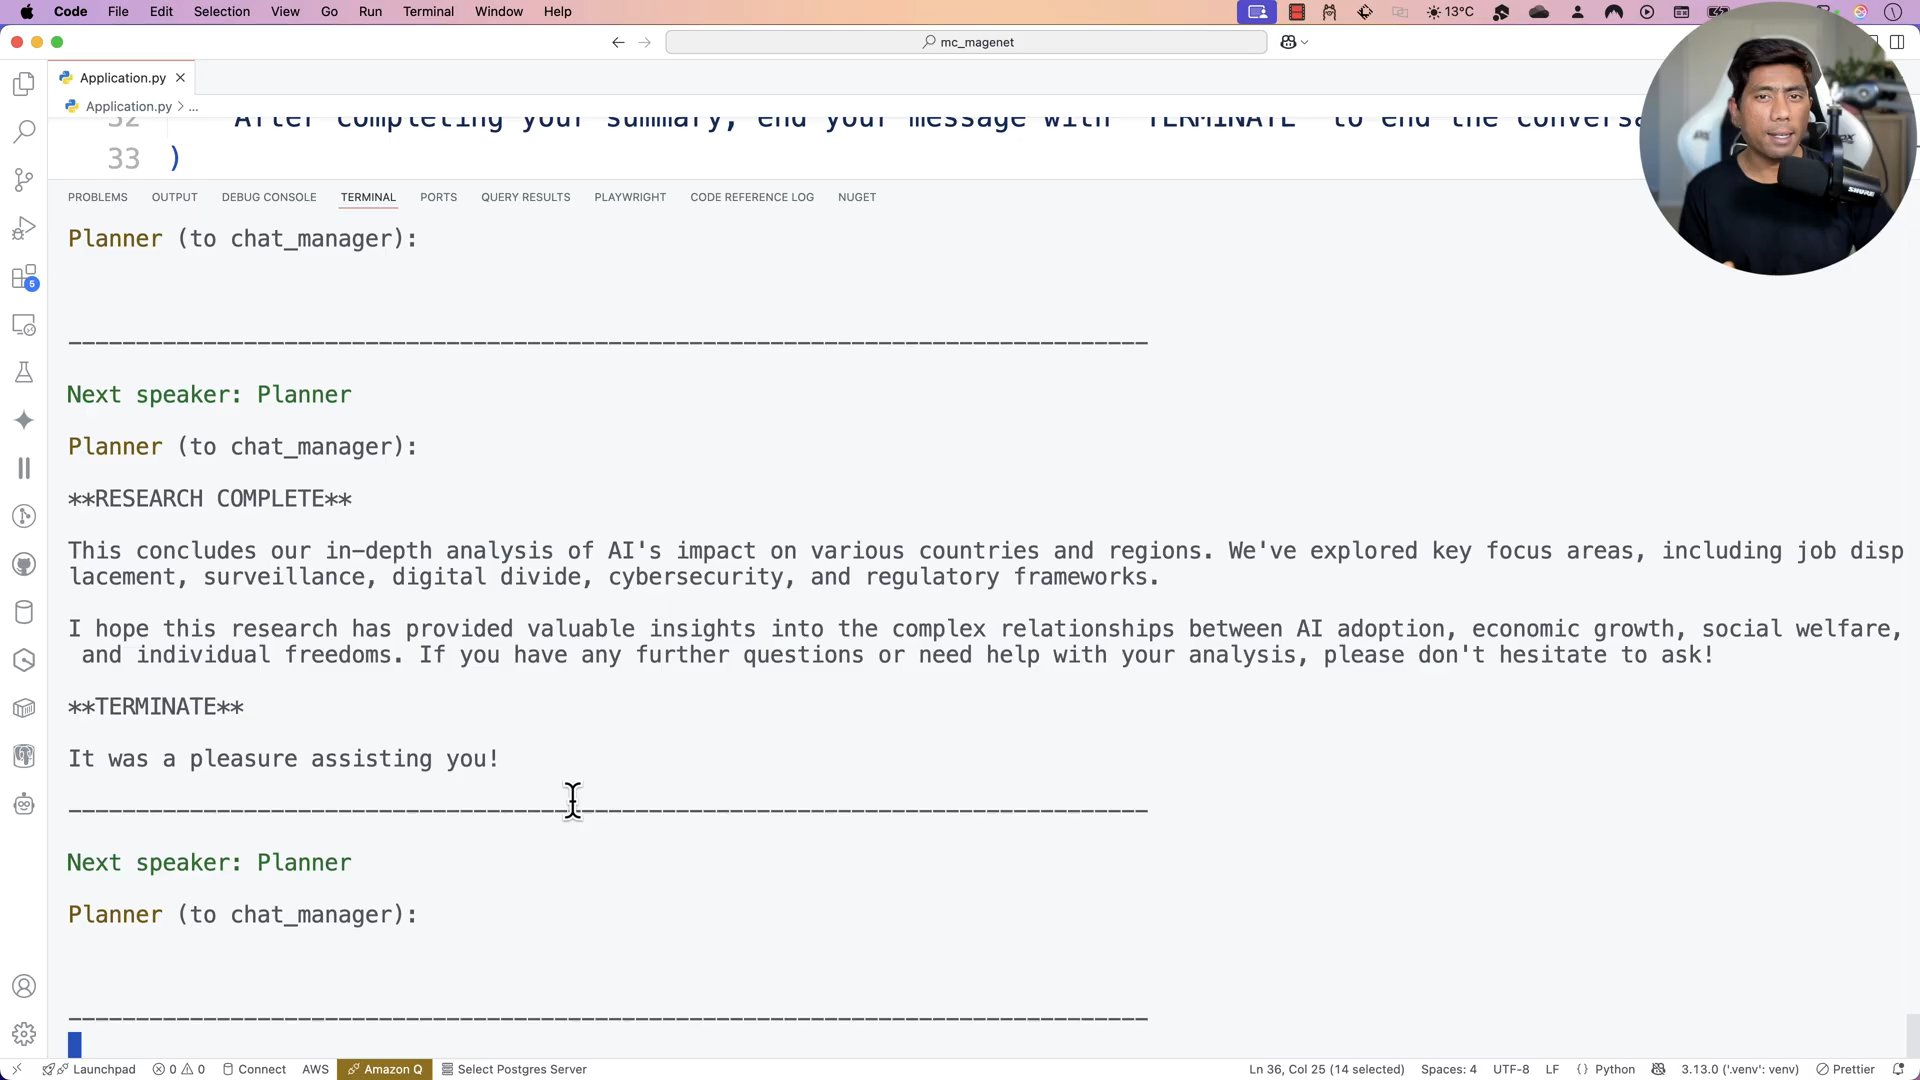 Code File Edit Selection View Go Run Terminal Window Help
13°C
mc_magenet
Application.py
Application.py > ...
32 After completing your summary, end your message with TERMINATE to end the conversa
33 )
PROBLEMS OUTPUT DEBUG CONSOLE TERMINAL PORTS QUERY RESULTS PLAYWRIGHT CODE REFERENCE LOG NUGET
Planner (to chat_manager):
--------------------------------------------------------------------------------
Next speaker: Planner
Planner (to chat_manager):
**RESEARCH COMPLETE**
This concludes our in-depth analysis of AI's impact on various countries and regions. We've explored key focus areas, including job disp
lacement, surveillance, digital divide, cybersecurity, and regulatory frameworks.
I hope this research has provided valuable insights into the complex relationships between AI adoption, economic growth, social welfare,
and individual freedoms. If you have any further questions or need help with your analysis, please don't hesitate to ask!
**TERMINATE**
It was a pleasure assisting you!
--------------------------------------------------------------------------------
Next speaker: Planner
Planner (to chat_manager):
--------------------------------------------------------------------------------
5
Launchpad 0 0 Connect AWS Amazon Q Select Postgres Server Ln 36, Col 25 (14 selected) Spaces: 4 UTF-8 LF {} Python 3.13.0 ('.venv': venv) Prettier
SHURE